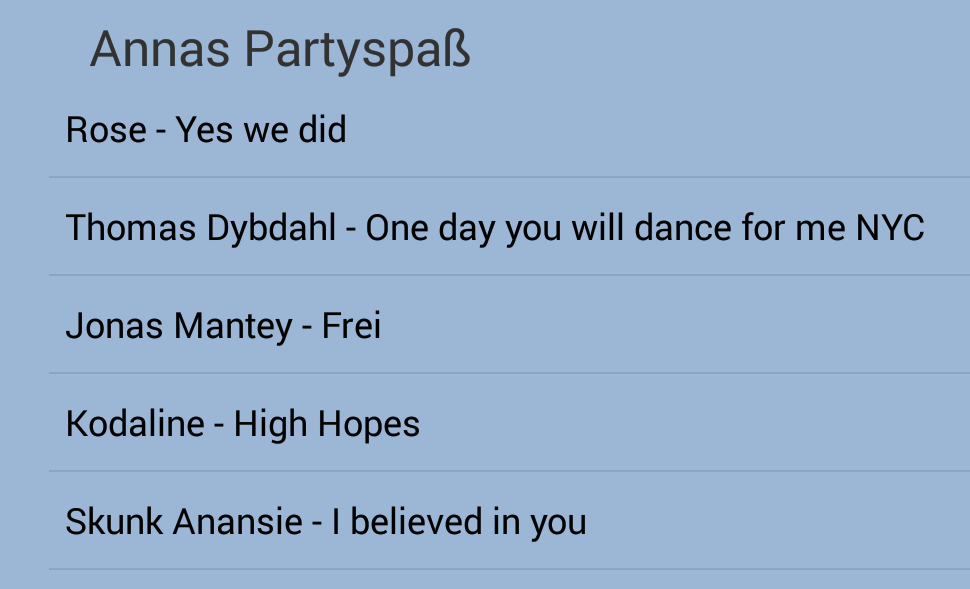 Annas Partyspaß
Rose - Yes we did
Thomas Dybdahl - One day you will dance for me NYC
Jonas Mantey - Frei
Kodaline - High Hopes
Skunk Anansie - I believed in you